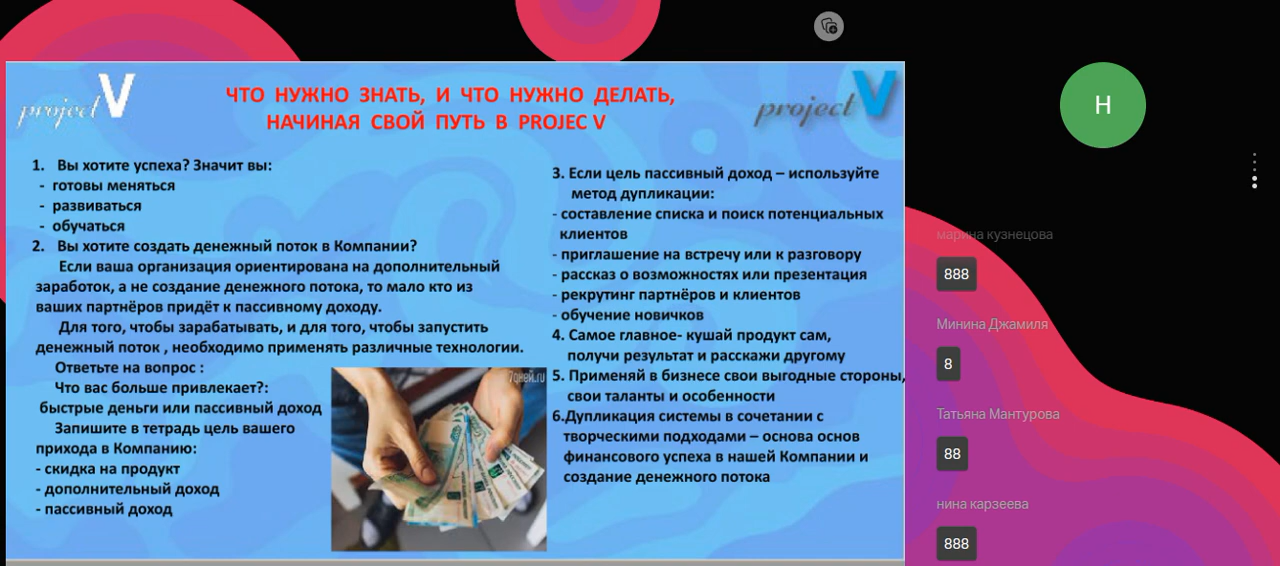 project V
ЧТО НУЖНО ЗНАТЬ, И ЧТО НУЖНО ДЕЛАТЬ,
НАЧИНАЯ СВОЙ ПУТЬ В PROJEC V
project V
1. Вы хотите успеха? Значит вы:
- готовы меняться
- развиваться
- обучаться
2. Вы хотите создать денежный поток в Компании?
Если ваша организация ориентирована на дополнительный
заработок, а не создание денежного потока, то мало кто из
ваших партнёров придёт к пассивному доходу.
Для того, чтобы зарабатывать, и для того, чтобы запустить
денежный поток , необходимо применять различные технологии.
Ответьте на вопрос :
Что вас больше привлекает?:
быстрые деньги или пассивный доход
Запишите в тетрадь цель вашего
прихода в Компанию:
- скидка на продукт
- дополнительный доход
- пассивный доход
7дней.ru
3. Если цель пассивный доход – используйте
метод дупликации:
- составление списка и поиск потенциальных
клиентов
- приглашение на встречу или к разговору
- рассказ о возможностях или презентация
- рекрутинг партнёров и клиентов
- обучение новичков
4. Самое главное- кушай продукт сам,
получи результат и расскажи другому
5. Применяй в бизнесе свои выгодные стороны,
свои таланты и особенности
6.Дупликация системы в сочетании с
творческими подходами – основа основ
финансового успеха в нашей Компании и
создание денежного потока
Н
марина кузнецова
888
Минина Джамиля
8
Татьяна Мантурова
88
нина карзеева
888